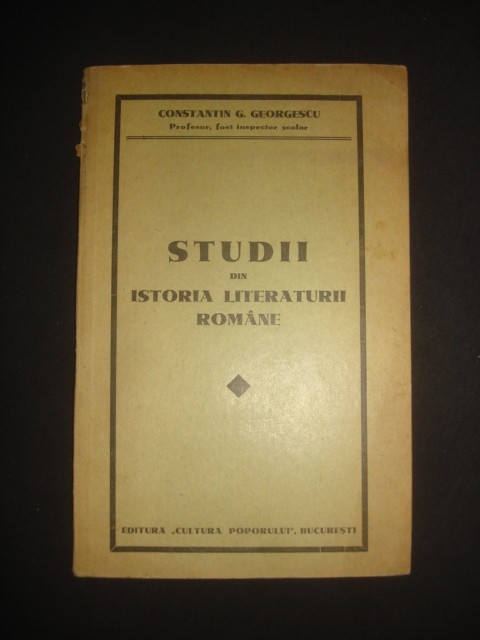 CONSTANTIN G. GEORGESCU
Profesor, fost inspector școlar
STUDII
DIN
ISTORIA LITERATURII
ROMÂNE
EDITURA „CULTURA POPORULUI”, BUCUREȘTI